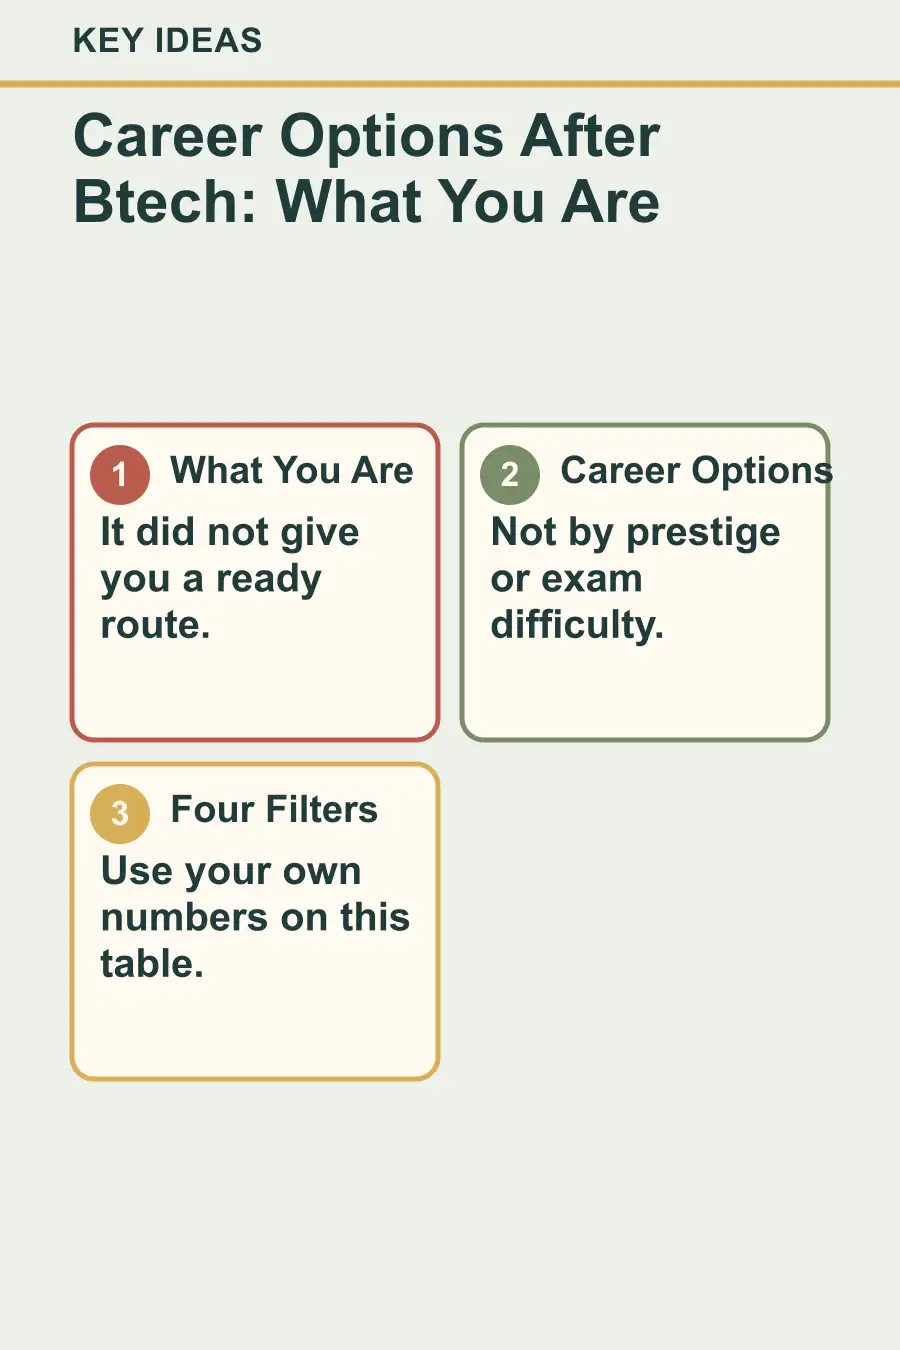 KEY IDEAS
Career Options After
Btech: What You Are
1 What You Are
It did not give
you a ready
route.
2 Career Options
Not by prestige
or exam
difficulty.
3 Four Filters
Use your own
numbers on this
table.